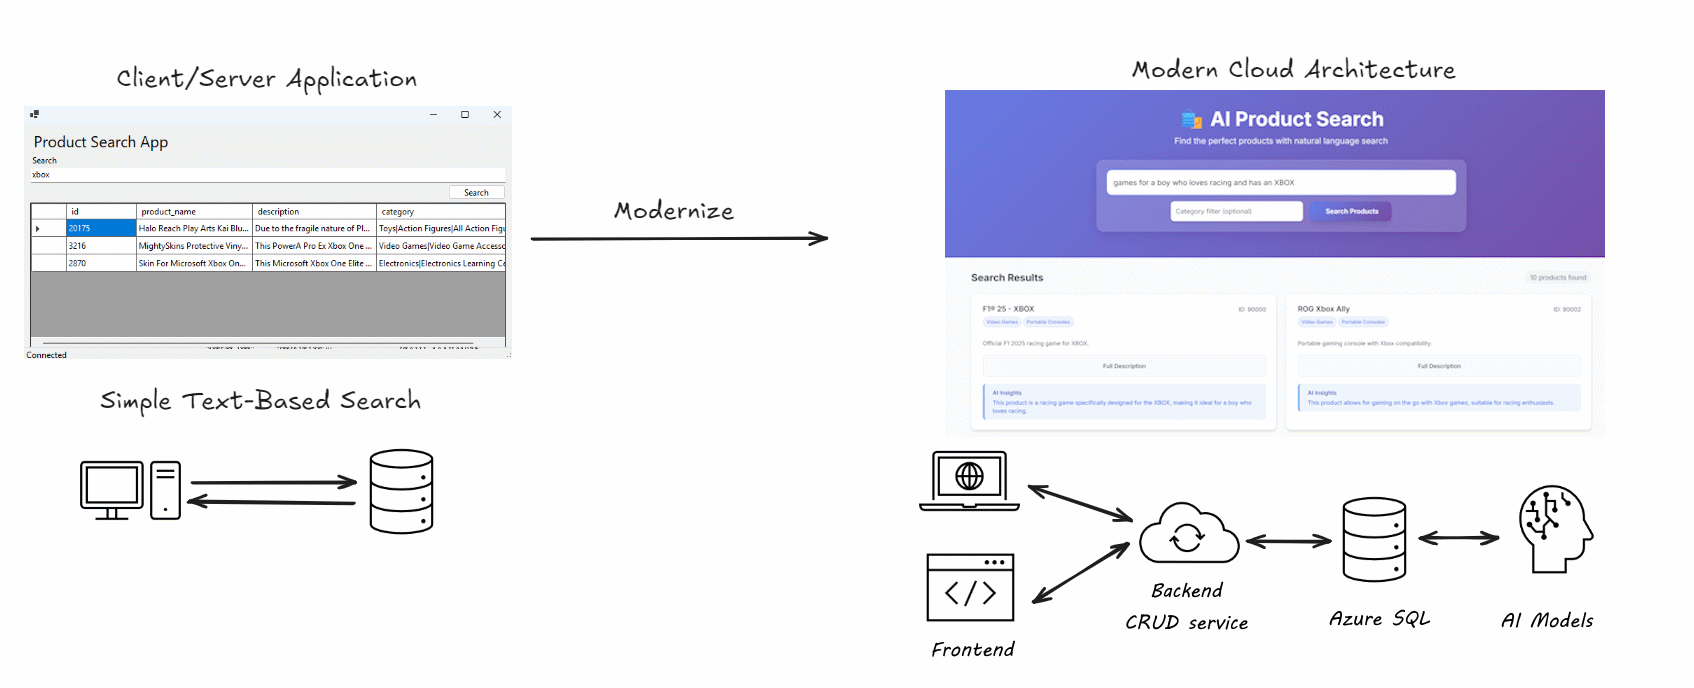 Client/Server Application
Product Search App
Search
xbox
Search
id product_name description category
20175 Halo Reach Play Arts Kai Blu... Due to the fragile nature of Pl... Toys|Action Figures|All Action Figu
3216 MightySkins Protective Viny... This PowerA Pro Ex Xbox One ... Video Games|Video Game Accesso
2870 Skin For Microsoft Xbox On... This Microsoft Xbox One Elite ... Electronics|Electronics Learning Ce
Connected
Simple Text-Based Search
Modernize
Modern Cloud Architecture
AI Product Search
Find the perfect products with natural language search
games for a boy who loves racing and has an XBOX
Category filter (optional)
Search Products
Search Results
10 products found
F1® 25 - XBOX
ID: 90000
Video Games Portable Consoles
Official F1 2025 racing game for XBOX.
Full Description
AI Insights
This product is a racing game specifically designed for the XBOX, making it ideal for a boy who
loves racing.
ROG Xbox Ally
ID: 90002
Video Games Portable Consoles
Portable gaming console with Xbox compatibility.
Full Description
AI Insights
This product allows for gaming on the go with Xbox games, suitable for racing enthusiasts.
Frontend
Backend
CRUD service
Azure SQL
AI Models